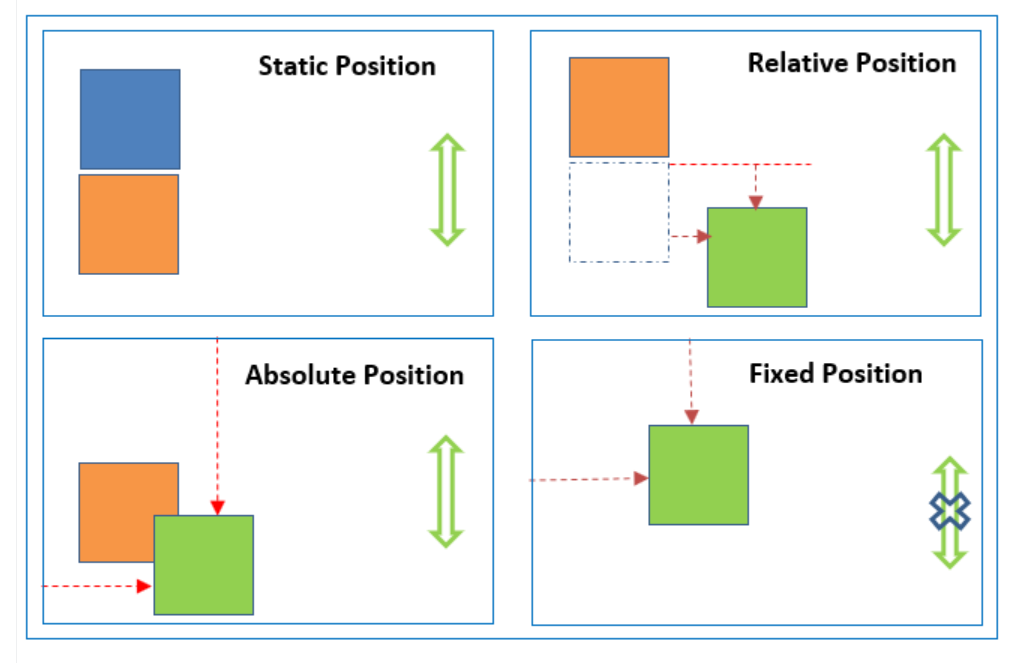 Static Position
Relative Position
Absolute Position
Fixed Position